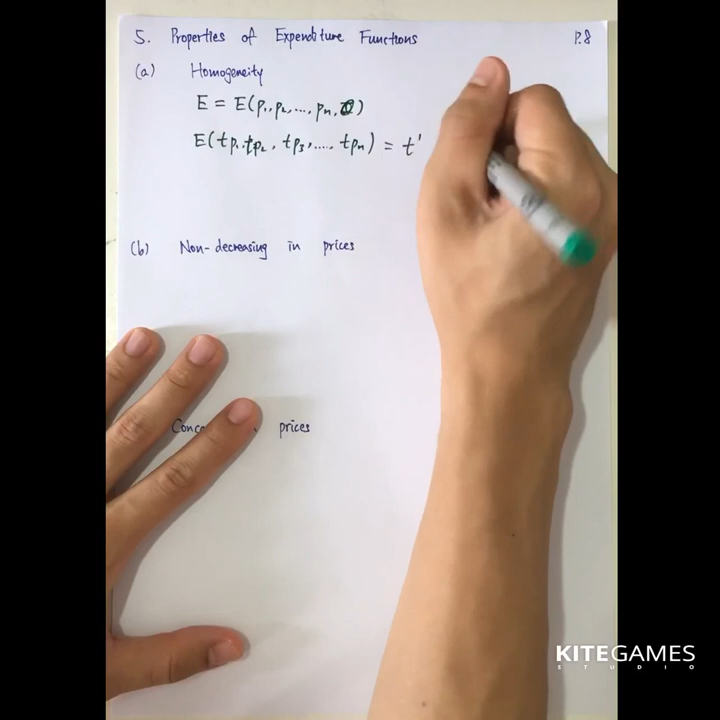 5. Properties of Expenditure Functions P.8
(a) Homogeneity
E = E(p₁,p₂,...,pₙ, )
E(tp₁,tp₂, tp₃,...., tpₙ) = t¹
(b) Non-decreasing in prices
prices
KITEGAMES
STUDIO